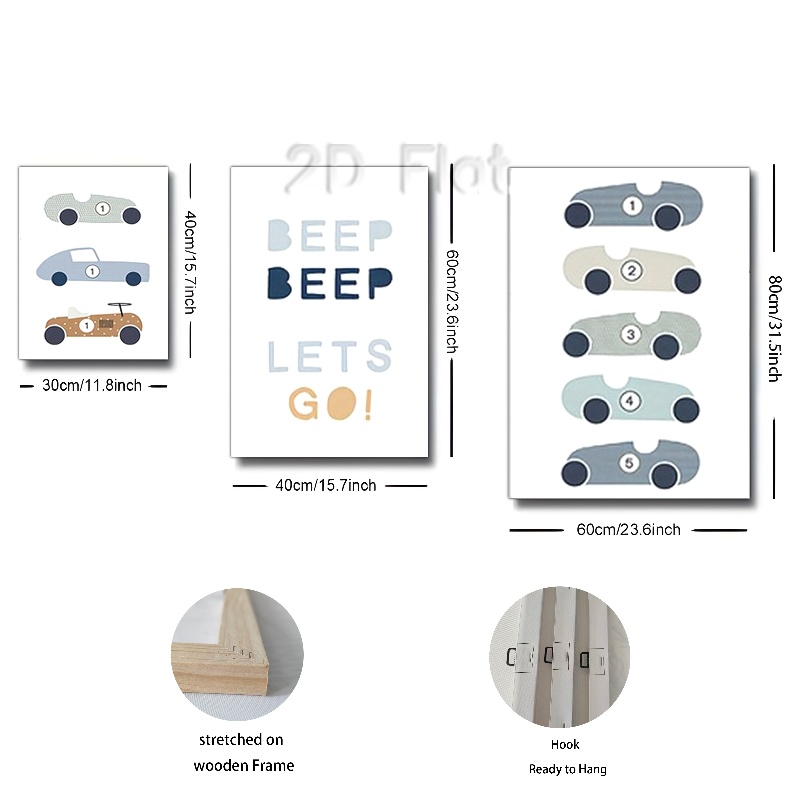 2D Flat
1
1
1
40cm/15.7inch
30cm/11.8inch
BEEP
BEEP
LETS
GO!
60cm/23.6inch
40cm/15.7inch
1
2
3
4
5
80cm/31.5inch
60cm/23.6inch
stretched on
wooden Frame
Hook
Ready to Hang